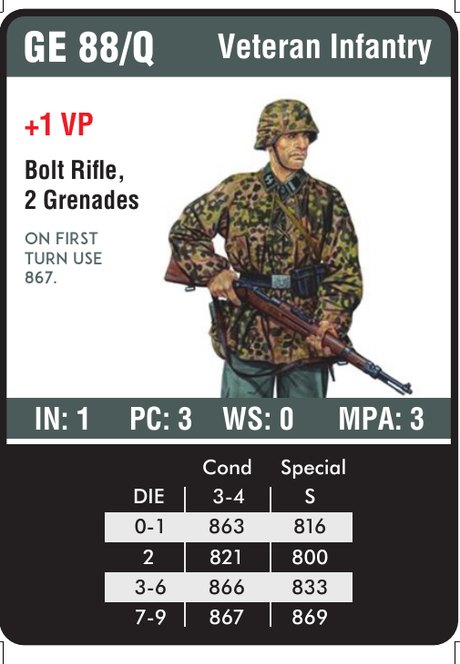 GE 88/Q Veteran Infantry
+1 VP
Bolt Rifle,
2 Grenades
ON FIRST
TURN USE
867.
IN: 1 PC: 3 WS: 0 MPA: 3
Cond Special
DIE 3-4 S
0-1 863 816
2 821 800
3-6 866 833
7-9 867 869